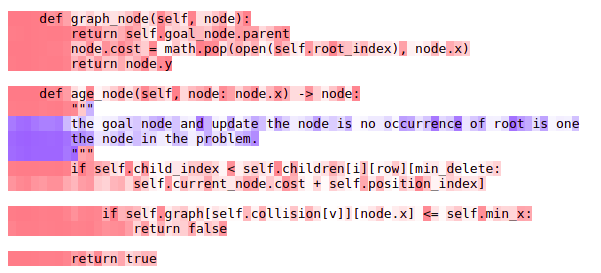 def graph_node(self, node):
return self.goal_node.parent
node.cost = math.pop(open(self.root_index), node.x)
return node.y
def age_node(self, node: node.x) -> node:
"""
the goal node and update the node is no occurrence of root is one
the node in the problem.
"""
if self.child_index < self.children[i][row][min_delete:
self.current_node.cost + self.position_index]
if self.graph[self.collision[v]][node.x] <= self.min_x:
return false
return true